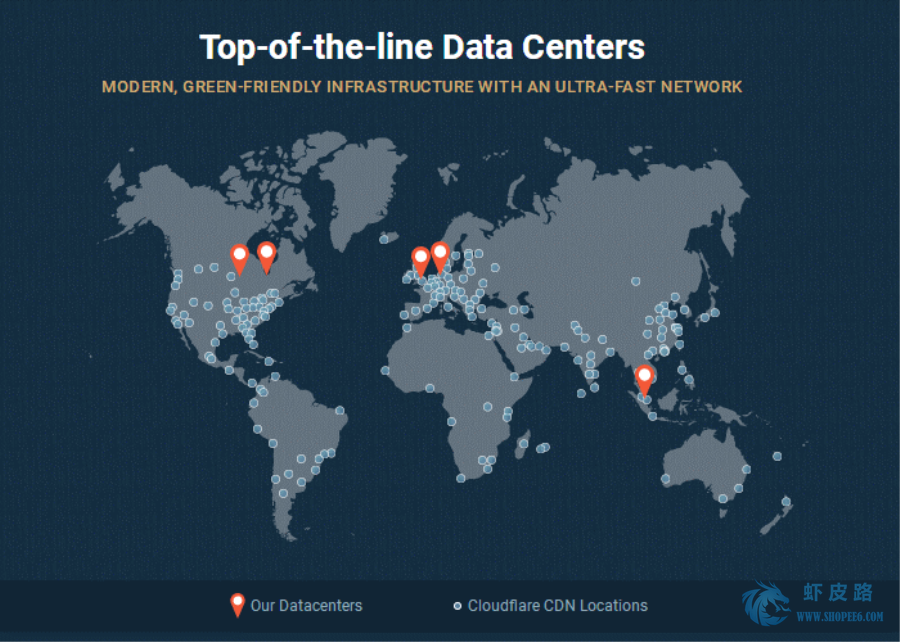 Top-of-the-line Data Centers
MODERN, GREEN-FRIENDLY INFRASTRUCTURE WITH AN ULTRA-FAST NETWORK
Our Datacenters
Cloudflare CDN Locations
虾皮路
WWW.SHOPEE6.COM